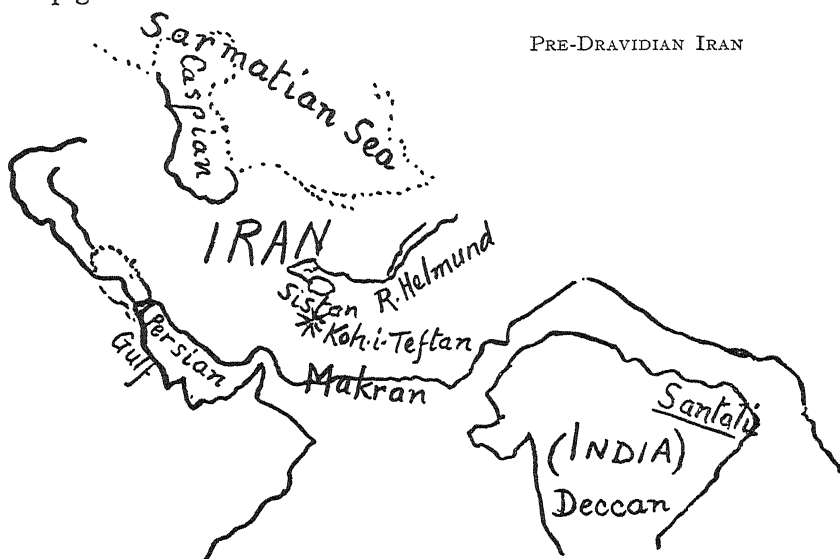 PRE-DRAVIDIAN IRAN
Sarmatian Sea
Caspian
IRAN
R. Helmund
Sistan
Koh-i-Teftan
Persian
Gulf
Makran
Santali
(INDIA)
Deccan